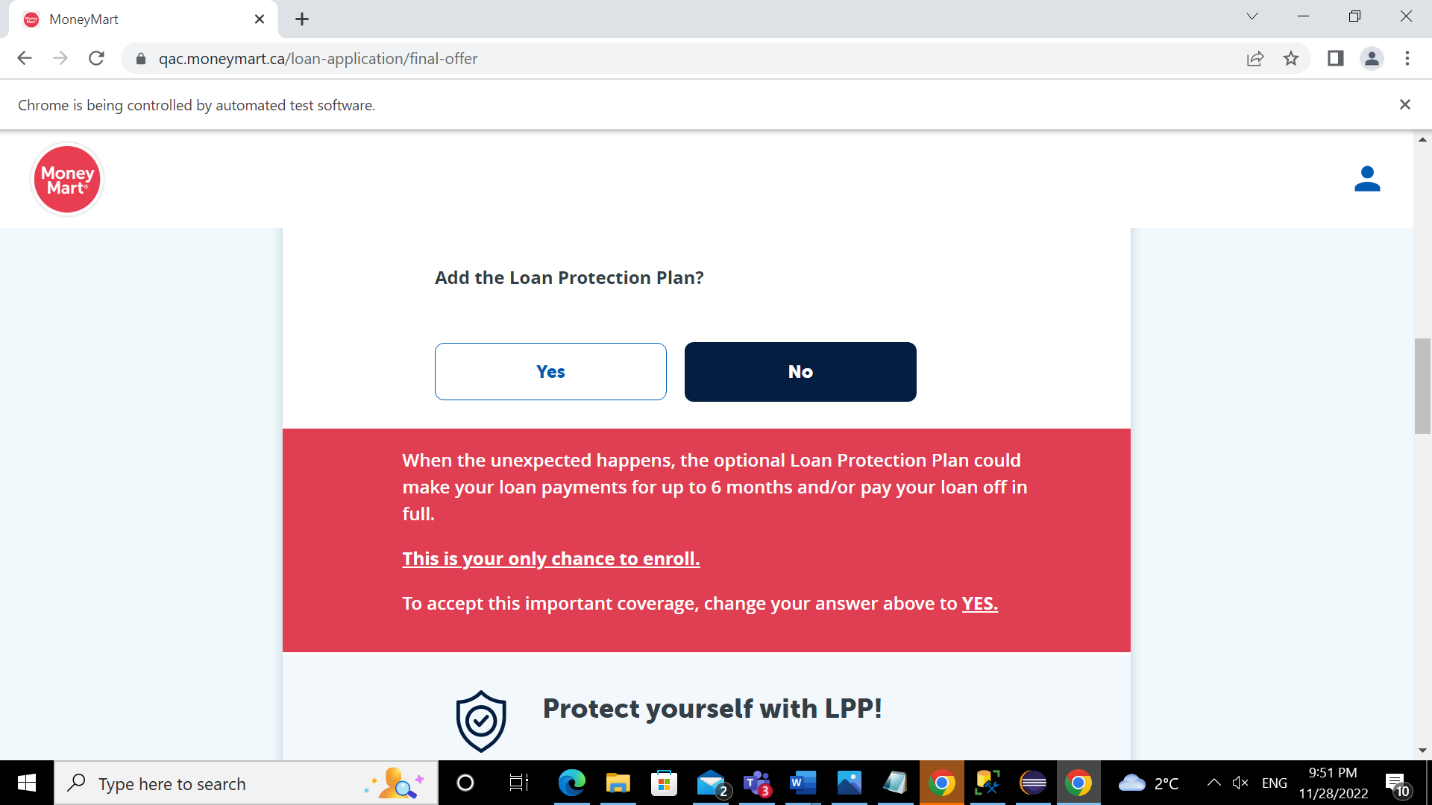 MoneyMart
qac.moneymart.ca/loan-application/final-offer
Chrome is being controlled by automated test software.
Money
Mart
Add the Loan Protection Plan?
Yes
No
When the unexpected happens, the optional Loan Protection Plan could
make your loan payments for up to 6 months and/or pay your loan off in
full.
This is your only chance to enroll.
To accept this important coverage, change your answer above to YES.
Protect yourself with LPP!
Type here to search
2
3
2°C
ENG
9:51 PM
11/28/2022
10